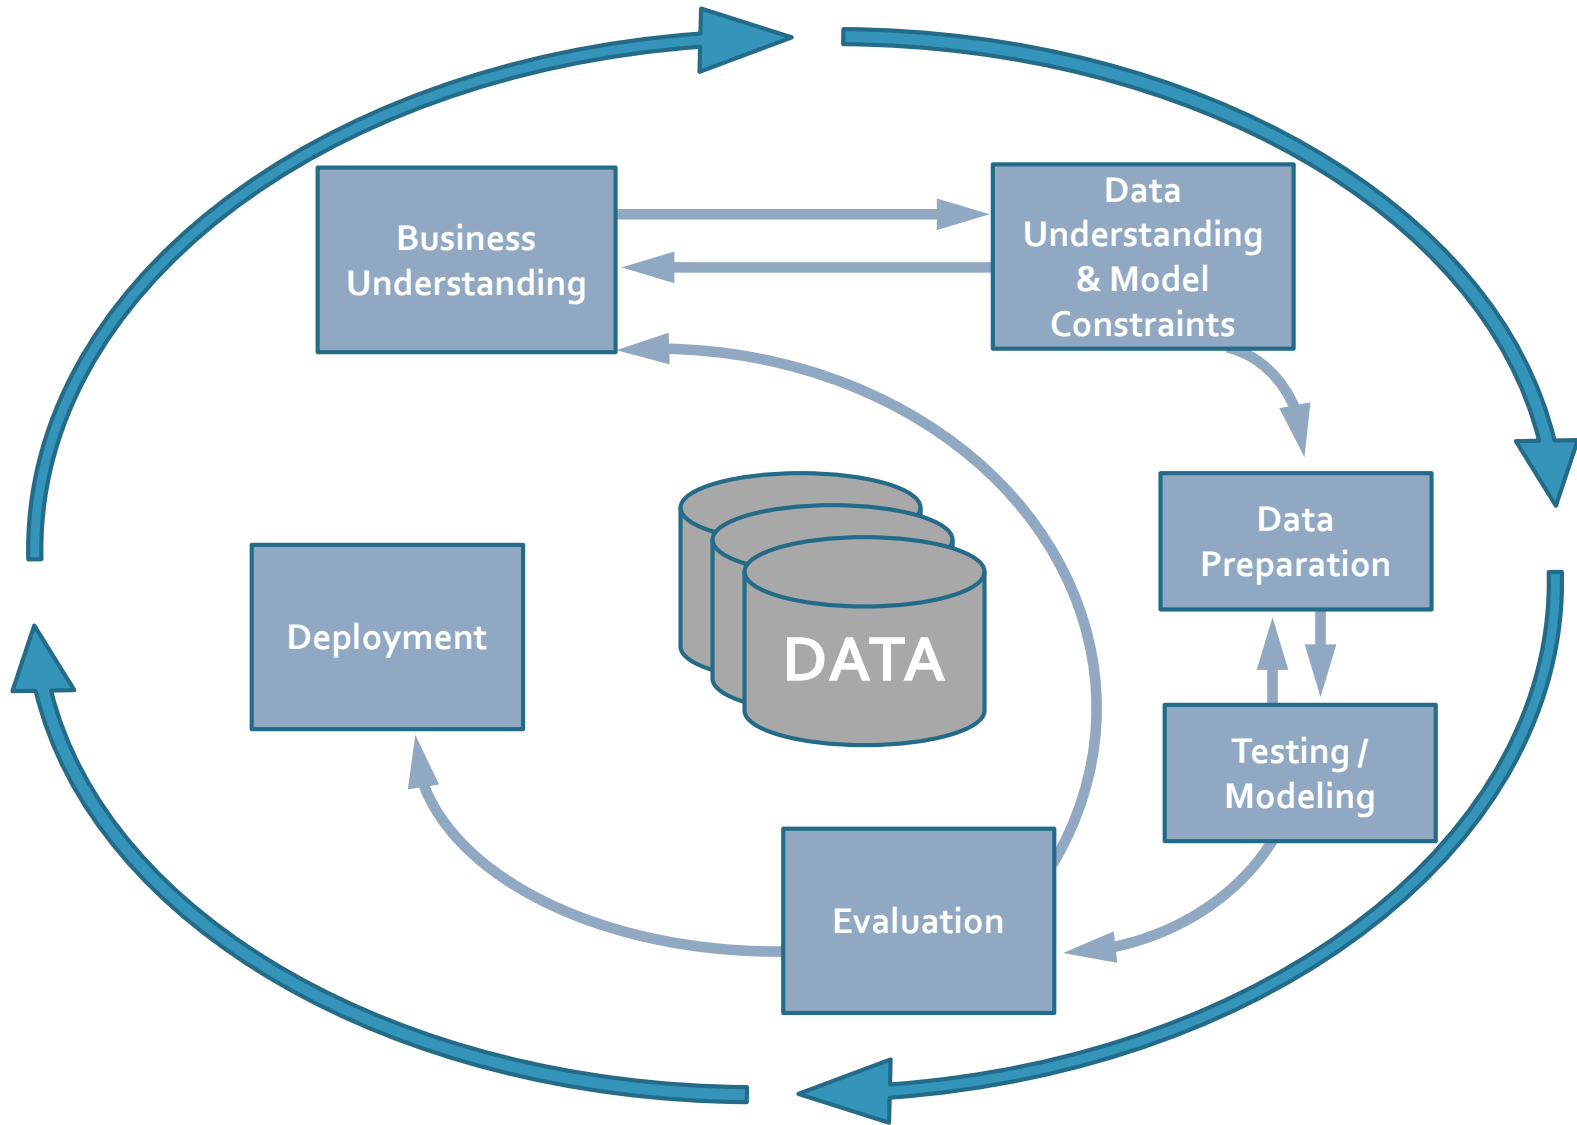 Business
Understanding
Data
Understanding
& Model
Constraints
Data
Preparation
Deployment
DATA
Testing /
Modeling
Evaluation